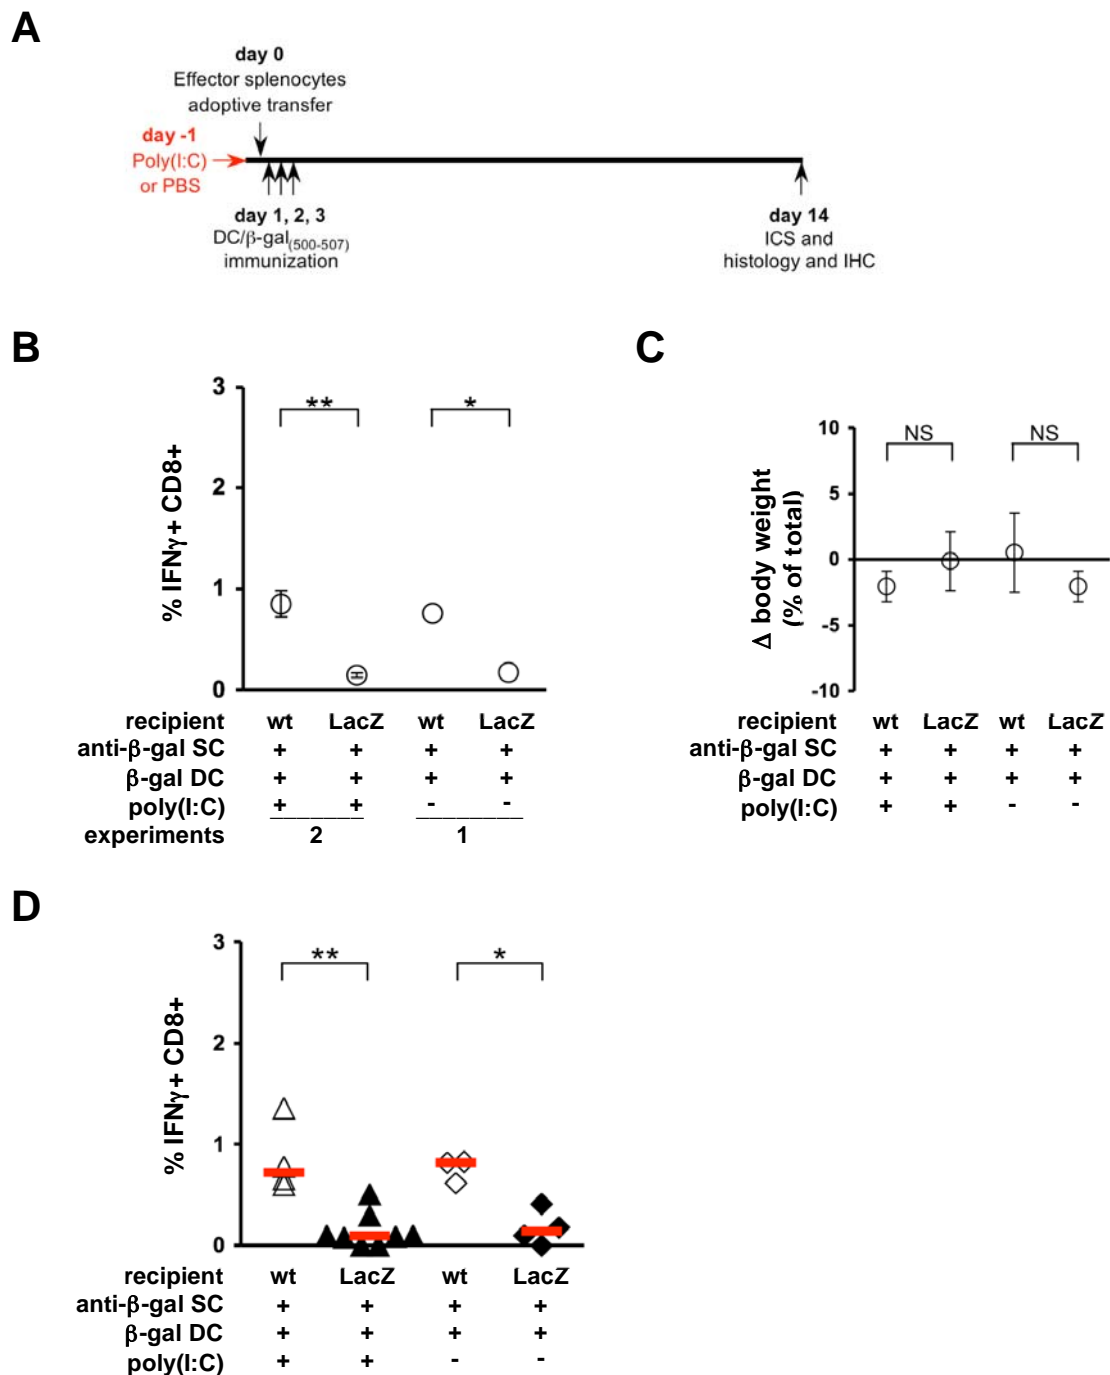 A
day 0
Effector splenocytes
adoptive transfer
day -1
Poly(I:C)
or PBS
day 1, 2, 3
DC/β-gal(500-507)
immunization
day 14
ICS and
histology and IHC
B
% IFNγ+ CD8+
3
2
1
0
** *
recipient wt LacZ wt LacZ
anti-β-gal SC + + + +
β-gal DC + + + +
poly(I:C) + + - -
experiments 2 1
C
Δ body weight
(% of total)
10
5
0
-5
-10
NS NS
recipient wt LacZ wt LacZ
anti-β-gal SC + + + +
β-gal DC + + + +
poly(I:C) + + - -
D
% IFNγ+ CD8+
3
2
1
0
** *
recipient wt LacZ wt LacZ
anti-β-gal SC + + + +
β-gal DC + + + +
poly(I:C) + + - -